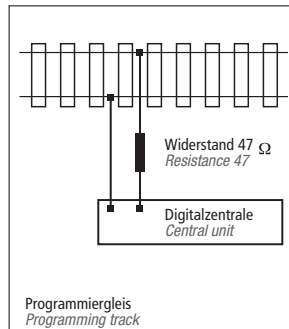 Widerstand 47 Ω
Resistance 47
Digitalzentrale
Central unit
Programmiergleis
Programming track